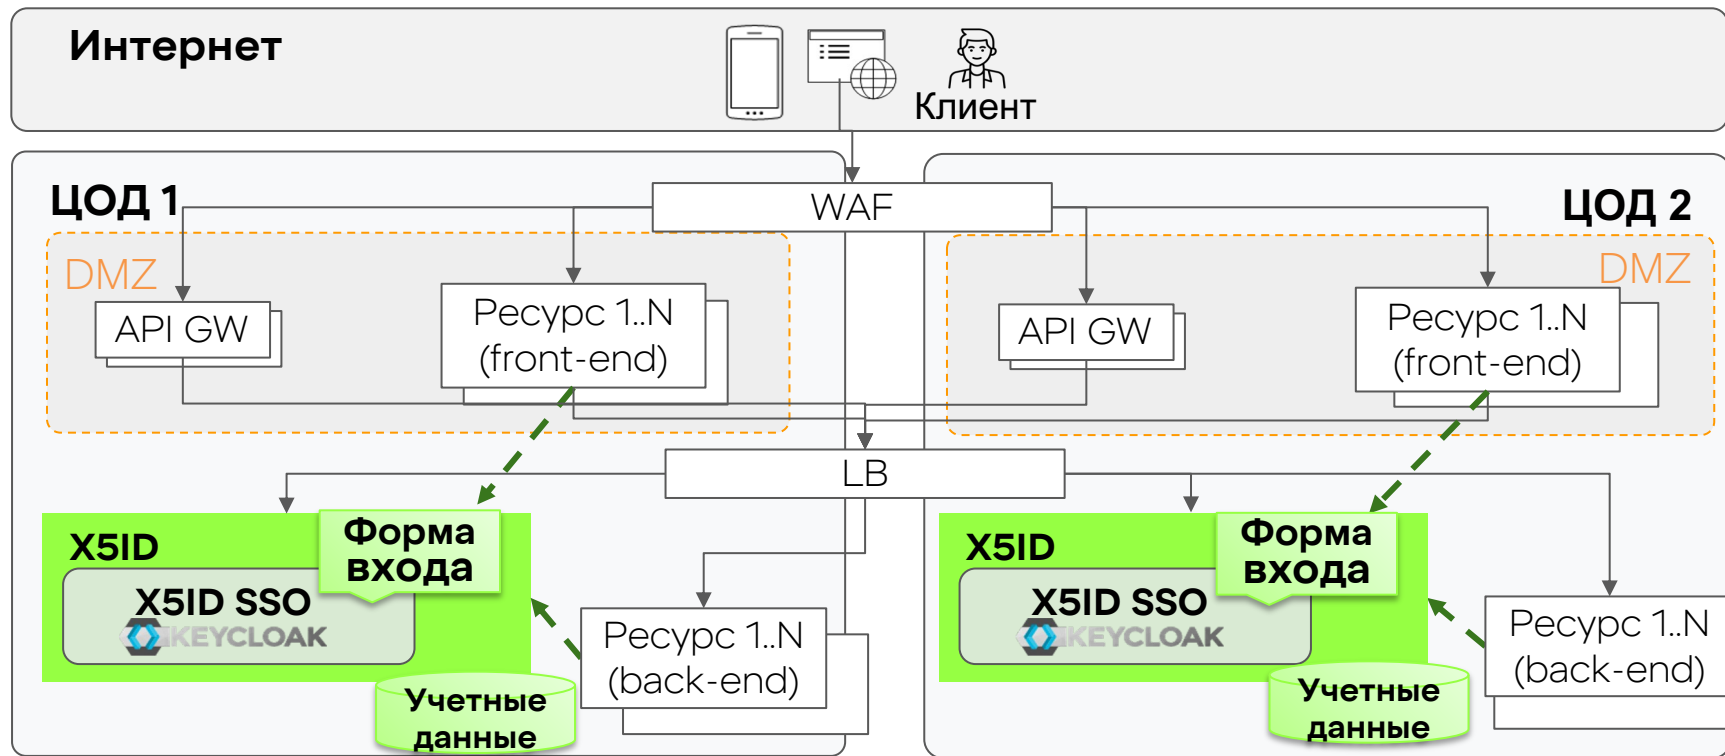 Интернет
Клиент
ЦОД 1
WAF
ЦОД 2
DMZ
DMZ
API GW
Ресурс 1..N
(front-end)
API GW
Ресурс 1..N
(front-end)
LB
X5ID
Форма
входа
X5ID SSO
KEYCLOAK
Ресурс 1..N
(back-end)
Учетные
данные
X5ID
Форма
входа
X5ID SSO
KEYCLOAK
Ресурс 1..N
(back-end)
Учетные
данные